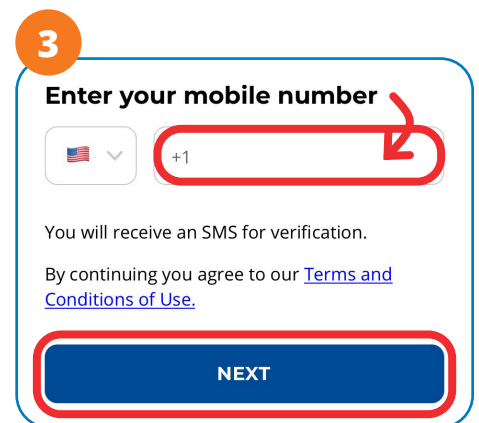 3
Enter your mobile number
+1
You will receive an SMS for verification.
By continuing you agree to our Terms and
Conditions of Use.
NEXT